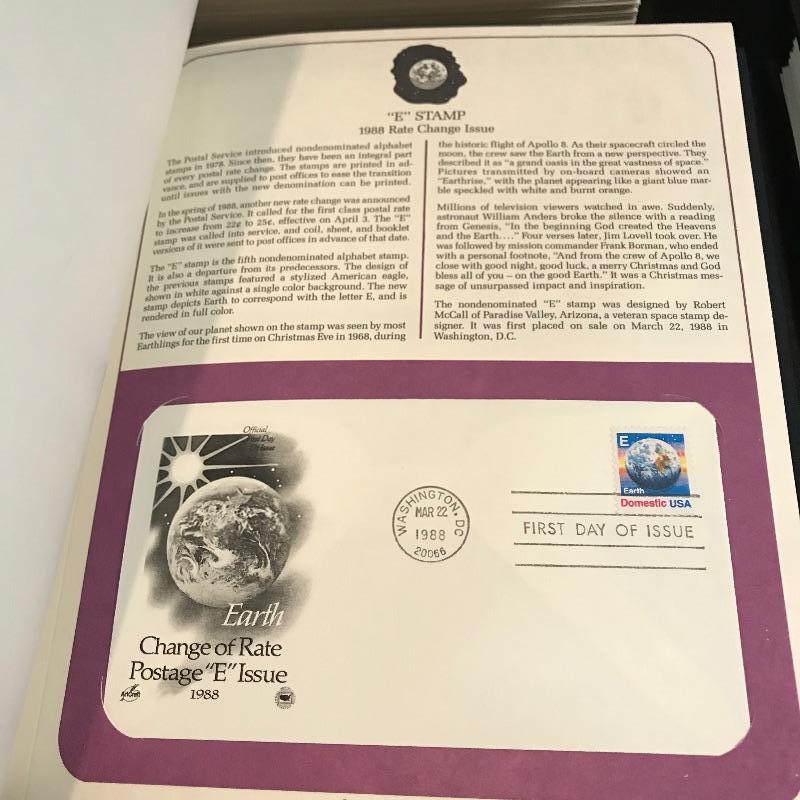 "E" STAMP
1988 Rate Change Issue
The Postal Service introduced nondenominated alphabet
stamps in 1978. Since then, they have been an integral part
of every postal rate change. The stamps are printed in ad-
vance, and are supplied to post offices to ease the transition
until issues with the new denomination can be printed.
In the spring of 1988, another new rate change was announced
by the Postal Service. It called for the first class postal rate
to increase from 22¢ to 25¢, effective on April 3. The "E"
stamp was called into service, and coil, sheet, and booklet
versions of it were sent to post offices in advance of that date.
The "E" stamp is the fifth nondenominated alphabet stamp.
It is also a departure from its predecessors. The design of
the previous stamps featured a stylized American eagle,
shown in white against a single color background. The new
stamp depicts Earth to correspond with the letter E, and is
rendered in full color.
The view of our planet shown on the stamp was seen by most
Earthlings for the first time on Christmas Eve in 1968, during
the historic flight of Apollo 8. As their spacecraft circled the
moon, the crew saw the Earth from a new perspective. They
described it as "a grand oasis in the great vastness of space."
Pictures transmitted by on-board cameras showed an
"Earthrise," with the planet appearing like a giant blue mar-
ble speckled with white and burnt orange.
Millions of television viewers watched in awe. Suddenly,
astronaut William Anders broke the silence with a reading
from Genesis, "In the beginning God created the Heavens
and the Earth...." Four verses later, Jim Lovell took over. He
was followed by mission commander Frank Borman, who ended
with a personal footnote, "And from the crew of Apollo 8, we
close with good night, good luck, a merry Christmas and God
bless all of you – on the good Earth." It was a Christmas mes-
sage of unsurpassed impact and inspiration.
The nondenominated "E" stamp was designed by Robert
McCall of Paradise Valley, Arizona, a veteran space stamp de-
signer. It was first placed on sale on March 22, 1988 in
Washington, D.C.
Official
First Day
Of Issue
Earth
Change of Rate
Postage "E" Issue
1988
ArtCraft
WASHINGTON, DC
MAR 22
1988
20066
E
Earth
Domestic USA
FIRST DAY OF ISSUE